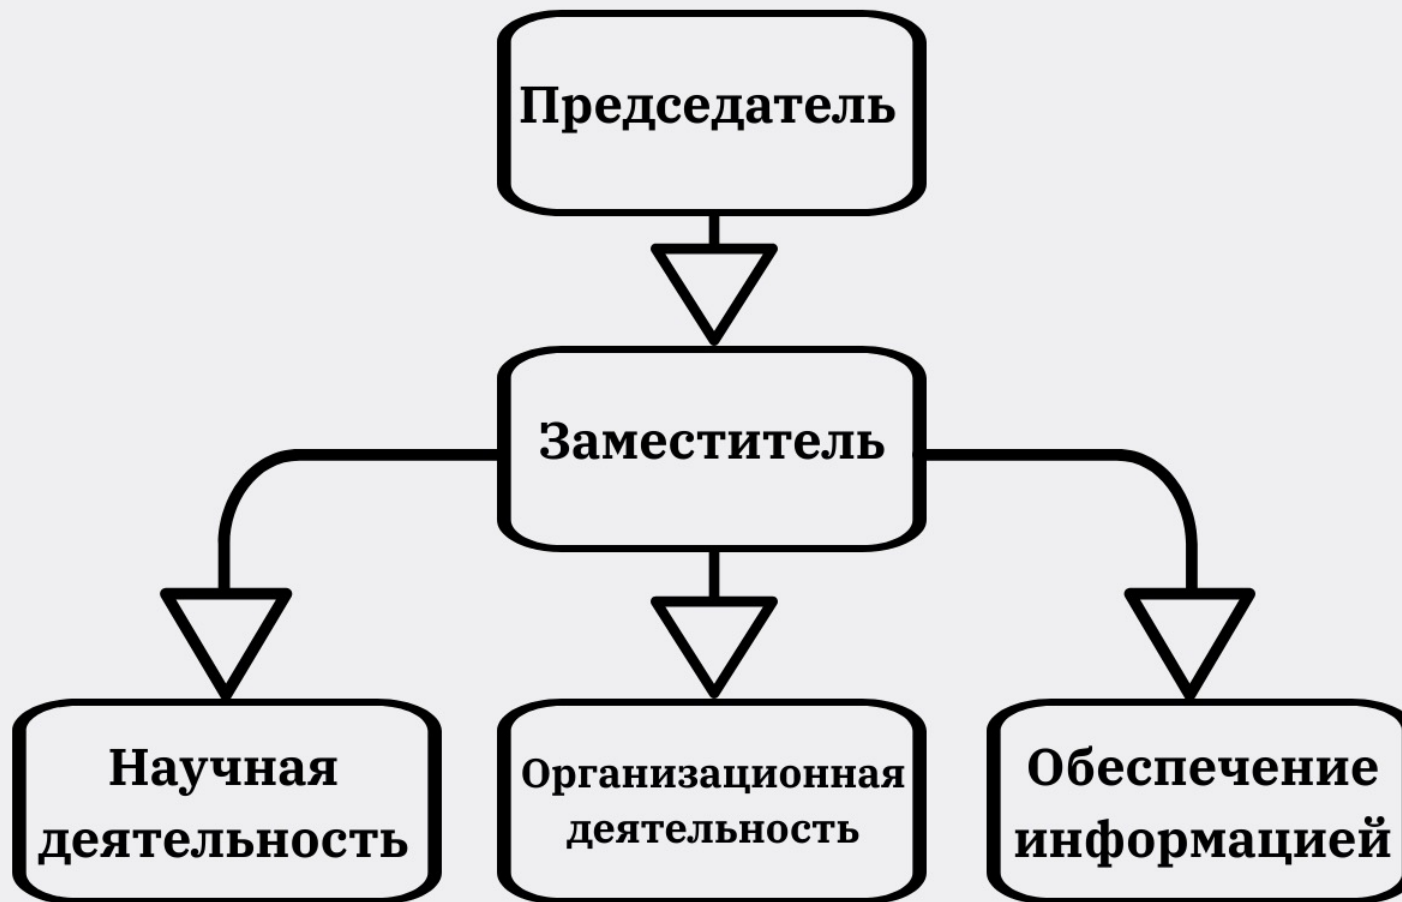 Председатель
Заместитель
Научная
деятельность
Организационная
деятельность
Обеспечение
информацией